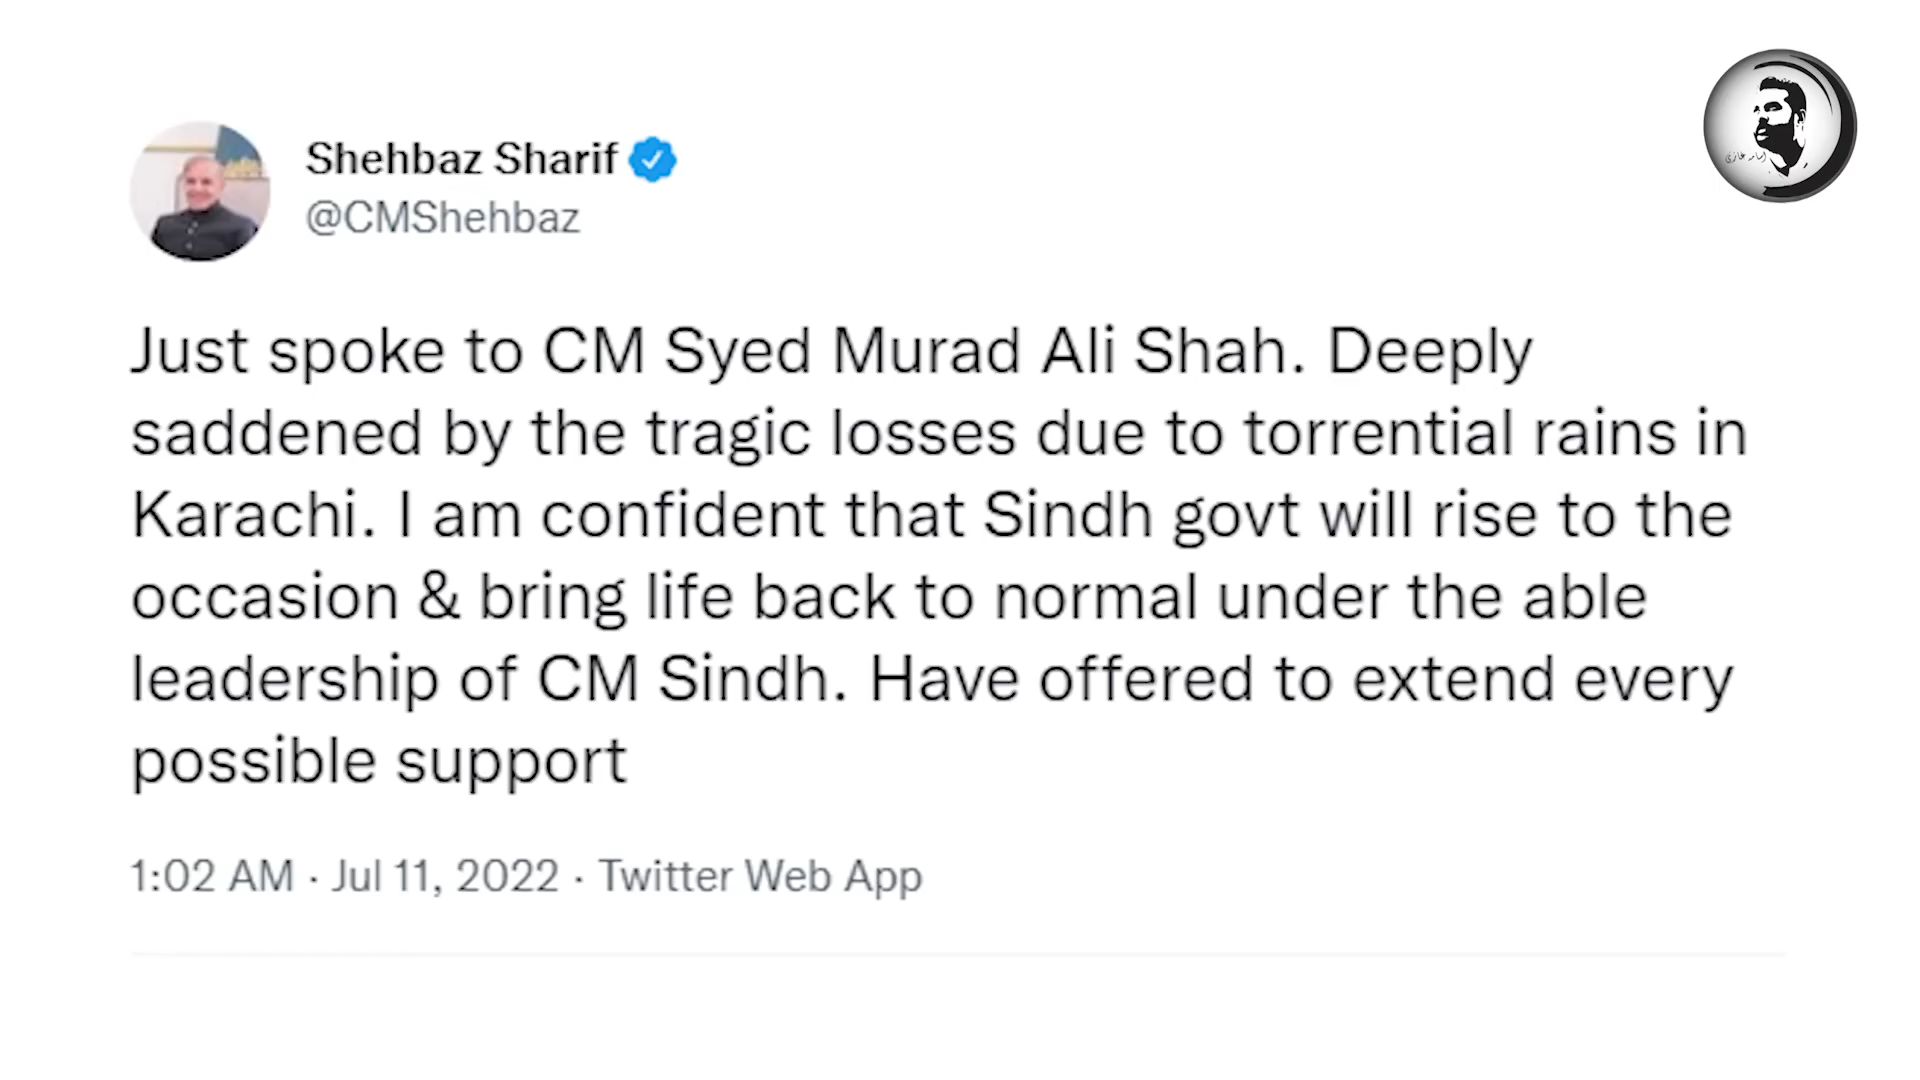 Shehbaz Sharif
@CMShehbaz
اسامہ غازی
Just spoke to CM Syed Murad Ali Shah. Deeply
saddened by the tragic losses due to torrential rains in
Karachi. I am confident that Sindh govt will rise to the
occasion & bring life back to normal under the able
leadership of CM Sindh. Have offered to extend every
possible support
1:02 AM · Jul 11, 2022 · Twitter Web App